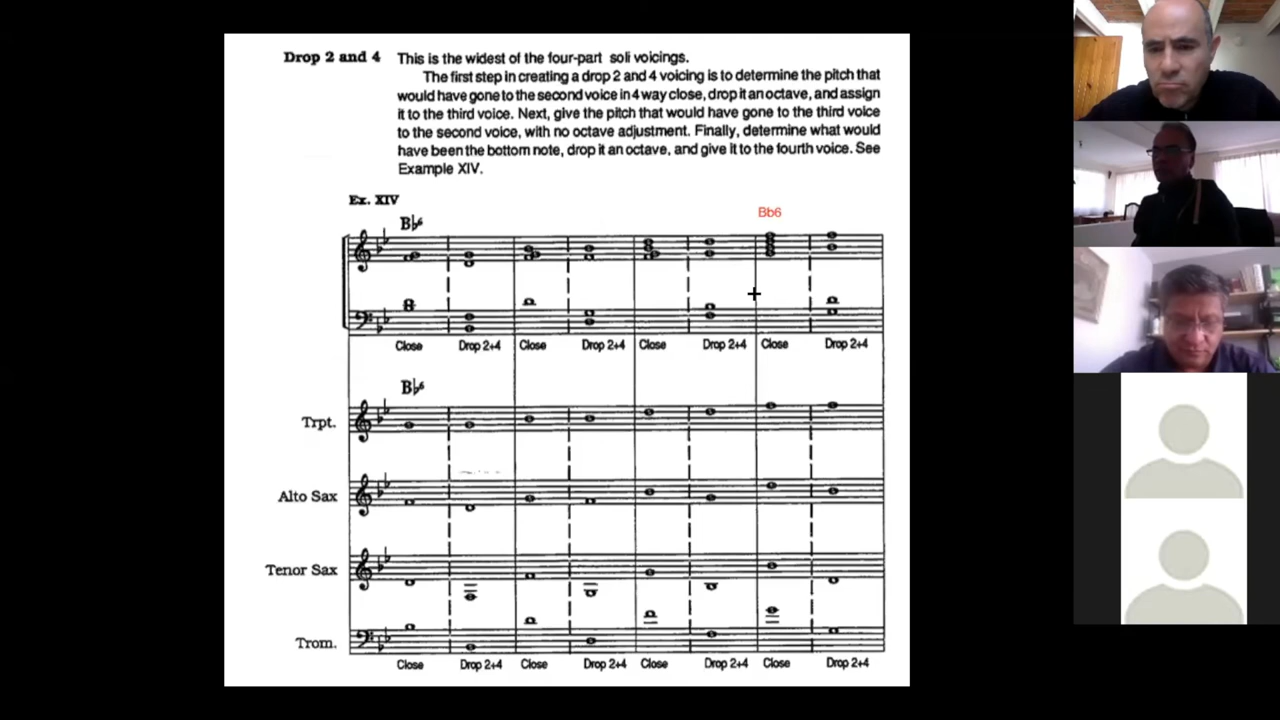 Drop 2 and 4 This is the widest of the four-part soli voicings.
The first step in creating a drop 2 and 4 voicing is to determine the pitch that
would have gone to the second voice in 4 way close, drop it an octave, and assign
it to the third voice. Next, give the pitch that would have gone to the third voice
to the second voice, with no octave adjustment. Finally, determine what would
have been the bottom note, drop it an octave, and give it to the fourth voice. See
Example XIV.
Ex. XIV
B♭6 Bb6
Close Drop 2+4 Close Drop 2+4 Close Drop 2+4 Close Drop 2+4
B♭6
Trpt.
Alto Sax
Tenor Sax
Trom.
Close Drop 2+4 Close Drop 2+4 Close Drop 2+4 Close Drop 2+4